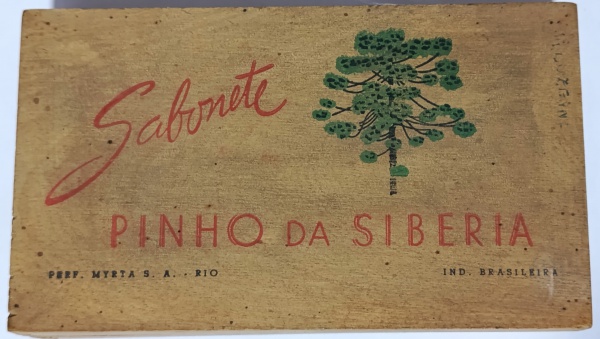 Sabonete
PINHO DA SIBERIA
PERF. MYRTA S. A. - RIO
IND. BRASILEIRA